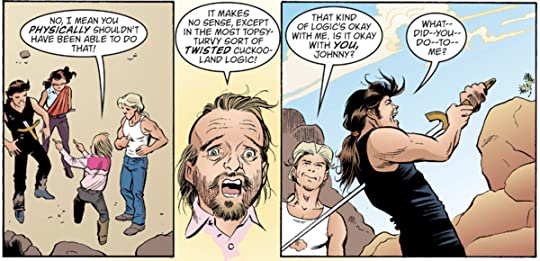 NO, I MEAN YOU
PHYSICALLY SHOULDN'T
HAVE BEEN ABLE TO DO
THAT!
IT MAKES
NO SENSE, EXCEPT
IN THE MOST TOPSY-
TURVY SORT OF
TWISTED CUCKOO-
LAND LOGIC!
THAT KIND
OF LOGIC'S OKAY
WITH ME. IS IT OKAY
WITH YOU,
JOHNNY?
WHAT--
DID--YOU--
DO--TO--
ME?